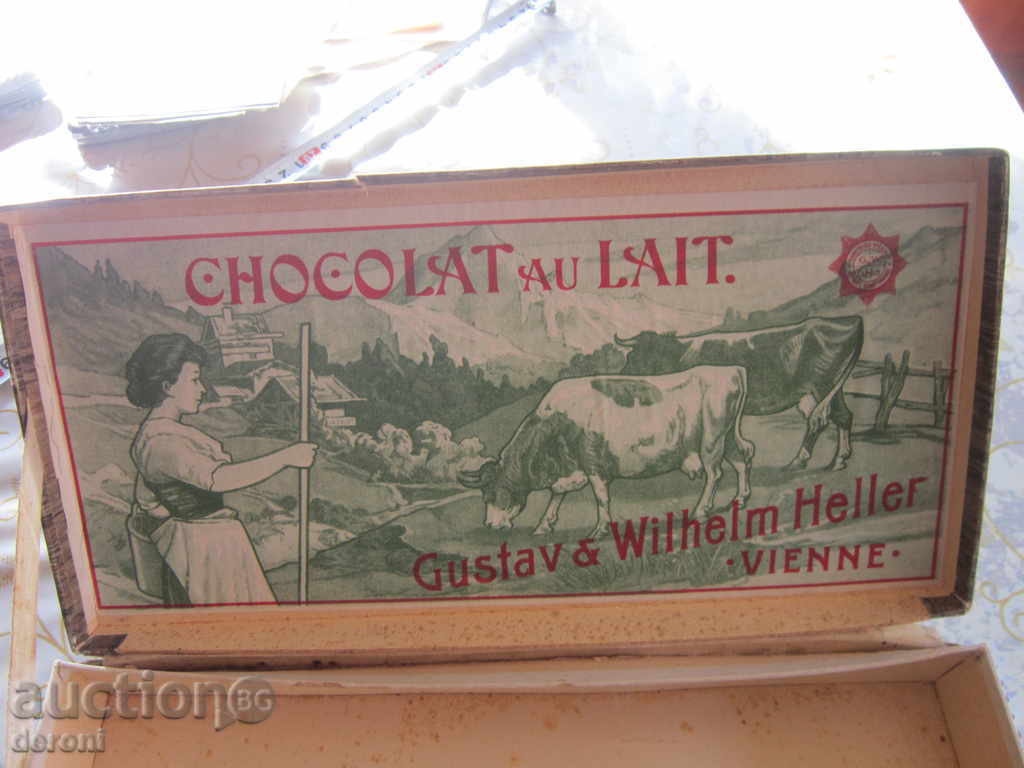 CHOCOLAT AU LAIT.
Gustav & Wilhelm Heller
· VIENNE ·
auction BG
deroni